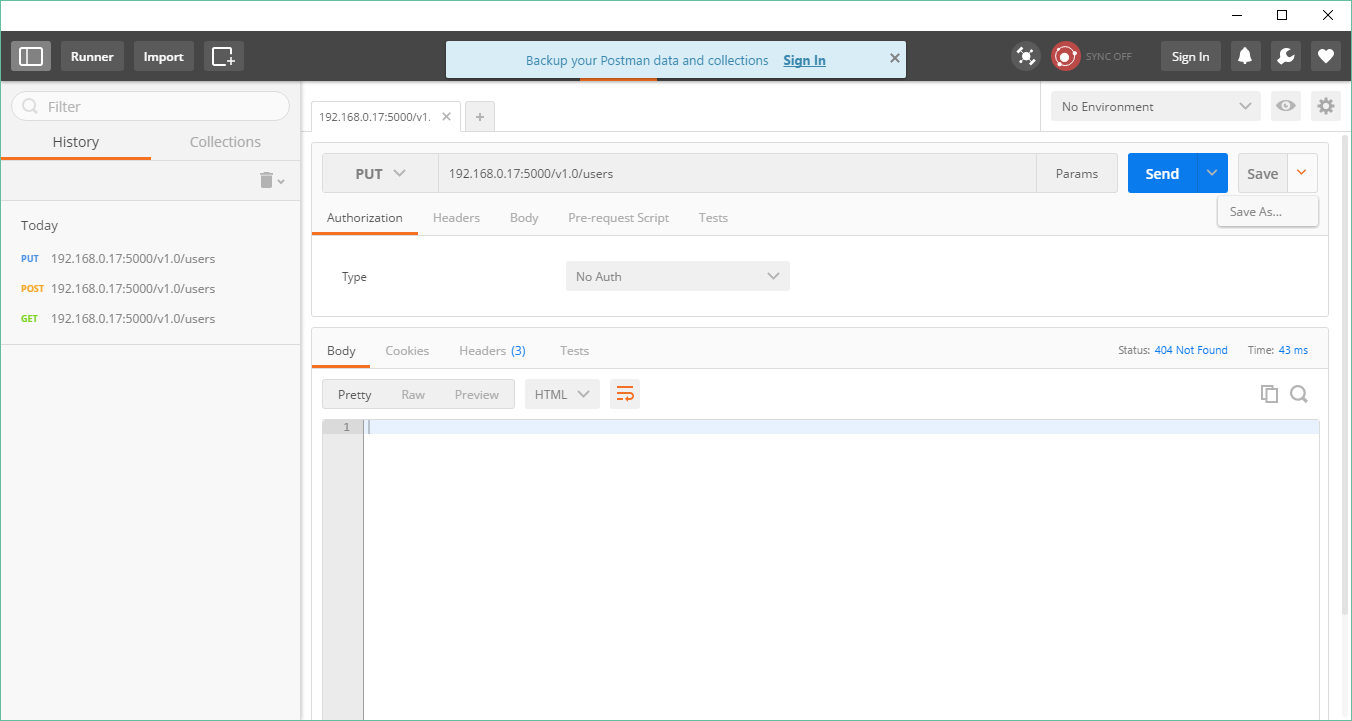 Runner
Import
Backup your Postman data and collections Sign In
SYNC OFF
Sign In
Filter
History
Collections
Today
PUT 192.168.0.17:5000/v1.0/users
POST 192.168.0.17:5000/v1.0/users
GET 192.168.0.17:5000/v1.0/users
192.168.0.17:5000/v1.
No Environment
PUT
192.168.0.17:5000/v1.0/users
Params
Send
Save
Save As...
Authorization
Headers
Body
Pre-request Script
Tests
Type
No Auth
Body
Cookies
Headers (3)
Tests
Status: 404 Not Found
Time: 43 ms
Pretty
Raw
Preview
HTML
1